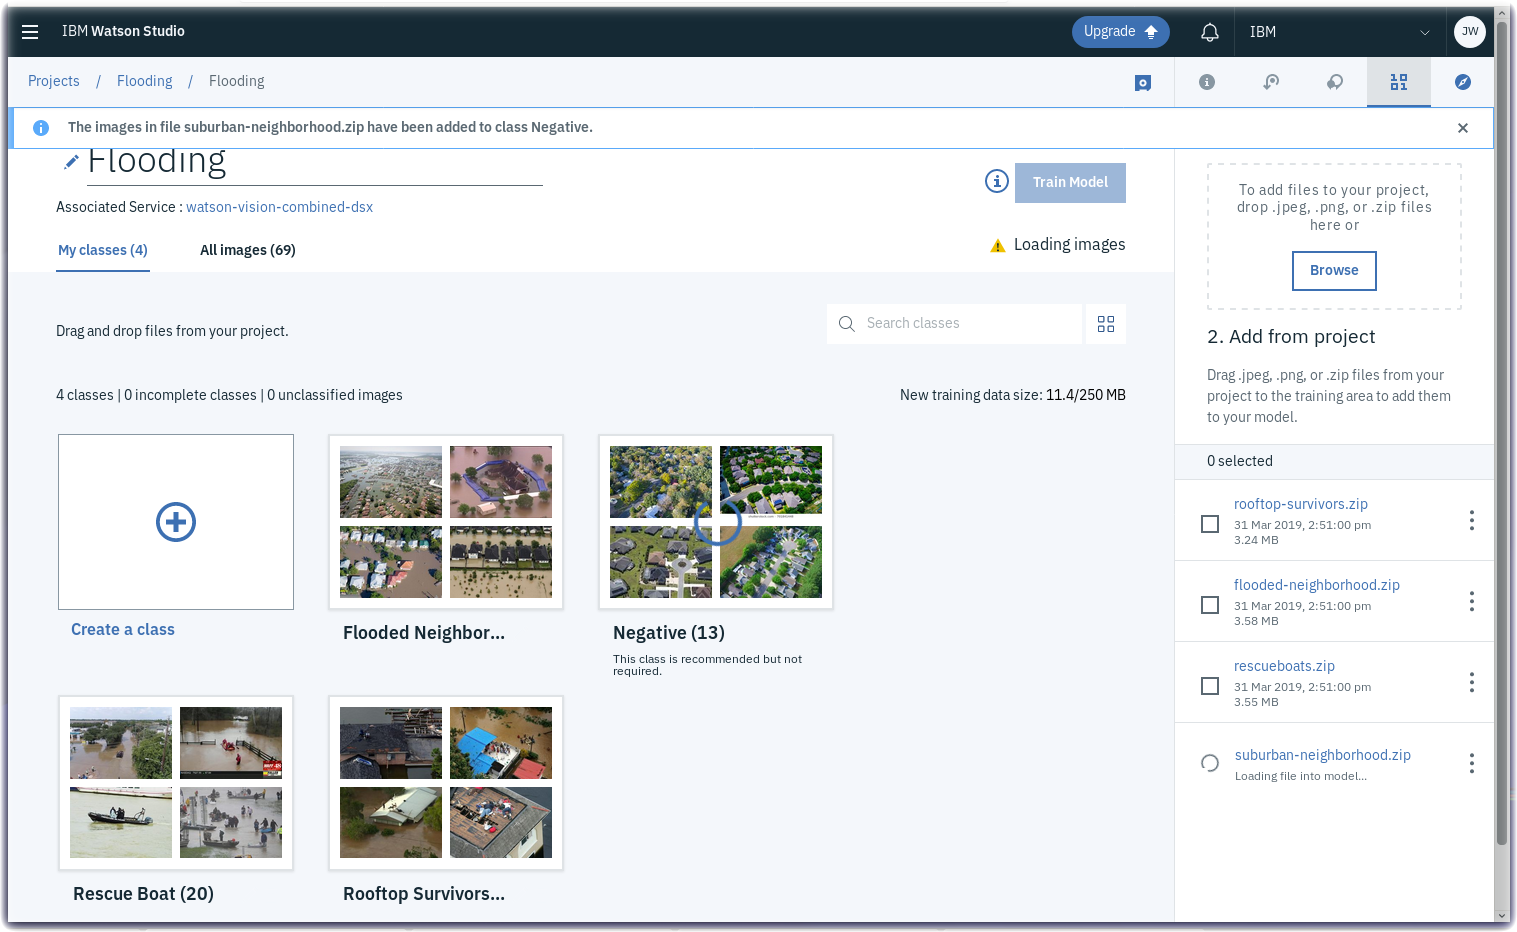 IBM Watson Studio
Upgrade
IBM
JW
Projects / Flooding / Flooding
The images in file suburban-neighborhood.zip have been added to class Negative.
Flooding
Train Model
Associated Service : watson-vision-combined-dsx
My classes (4)
All images (69)
Loading images
Drag and drop files from your project.
Search classes
4 classes | 0 incomplete classes | 0 unclassified images
New training data size: 11.4/250 MB
Create a class
Flooded Neighbor...
Negative (13)
This class is recommended but not
required.
Rescue Boat (20)
Rooftop Survivors...
To add files to your project,
drop .jpeg, .png, or .zip files
here or
Browse
2. Add from project
Drag .jpeg, .png, or .zip files from your
project to the training area to add them
to your model.
0 selected
rooftop-survivors.zip
31 Mar 2019, 2:51:00 pm
3.24 MB
flooded-neighborhood.zip
31 Mar 2019, 2:51:00 pm
3.58 MB
rescueboats.zip
31 Mar 2019, 2:51:00 pm
3.55 MB
suburban-neighborhood.zip
Loading file into model...